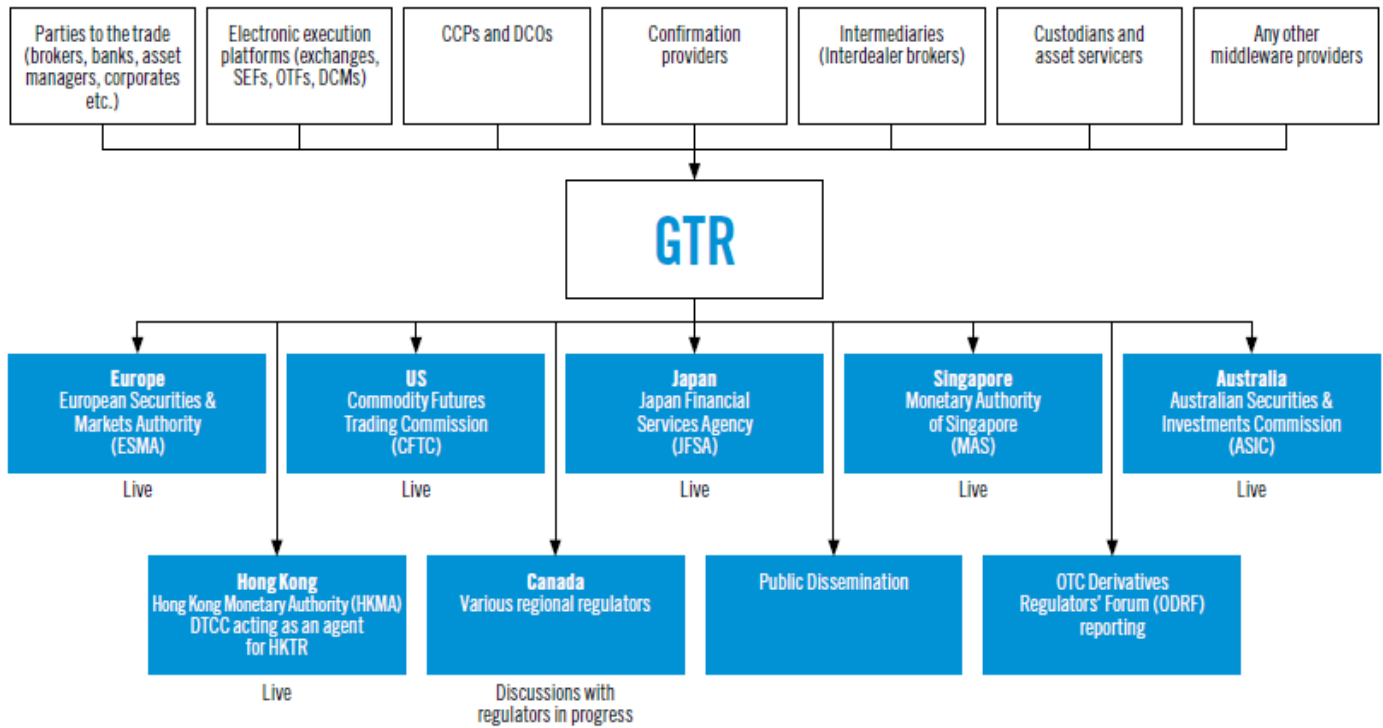 Parties to the trade
(brokers, banks, asset
managers, corporates
etc.)
Electronic execution
platforms (exchanges,
SEFs, OTFs, DCMs)
CCPs and DCOs
Confirmation
providers
Intermediaries
(Interdealer brokers)
Custodians and
asset servicers
Any other
middleware providers
GTR
Europe
European Securities &
Markets Authority
(ESMA)
Live
US
Commodity Futures
Trading Commission
(CFTC)
Live
Japan
Japan Financial
Services Agency
(JFSA)
Live
Singapore
Monetary Authority
of Singapore
(MAS)
Live
Australia
Australian Securities &
Investments Commission
(ASIC)
Live
Hong Kong
Hong Kong Monetary Authority (HKMA)
DTCC acting as an agent
for HKTR
Live
Canada
Various regional regulators
Discussions with
regulators in progress
Public Dissemination
OTC Derivatives
Regulators' Forum (ODRF)
reporting